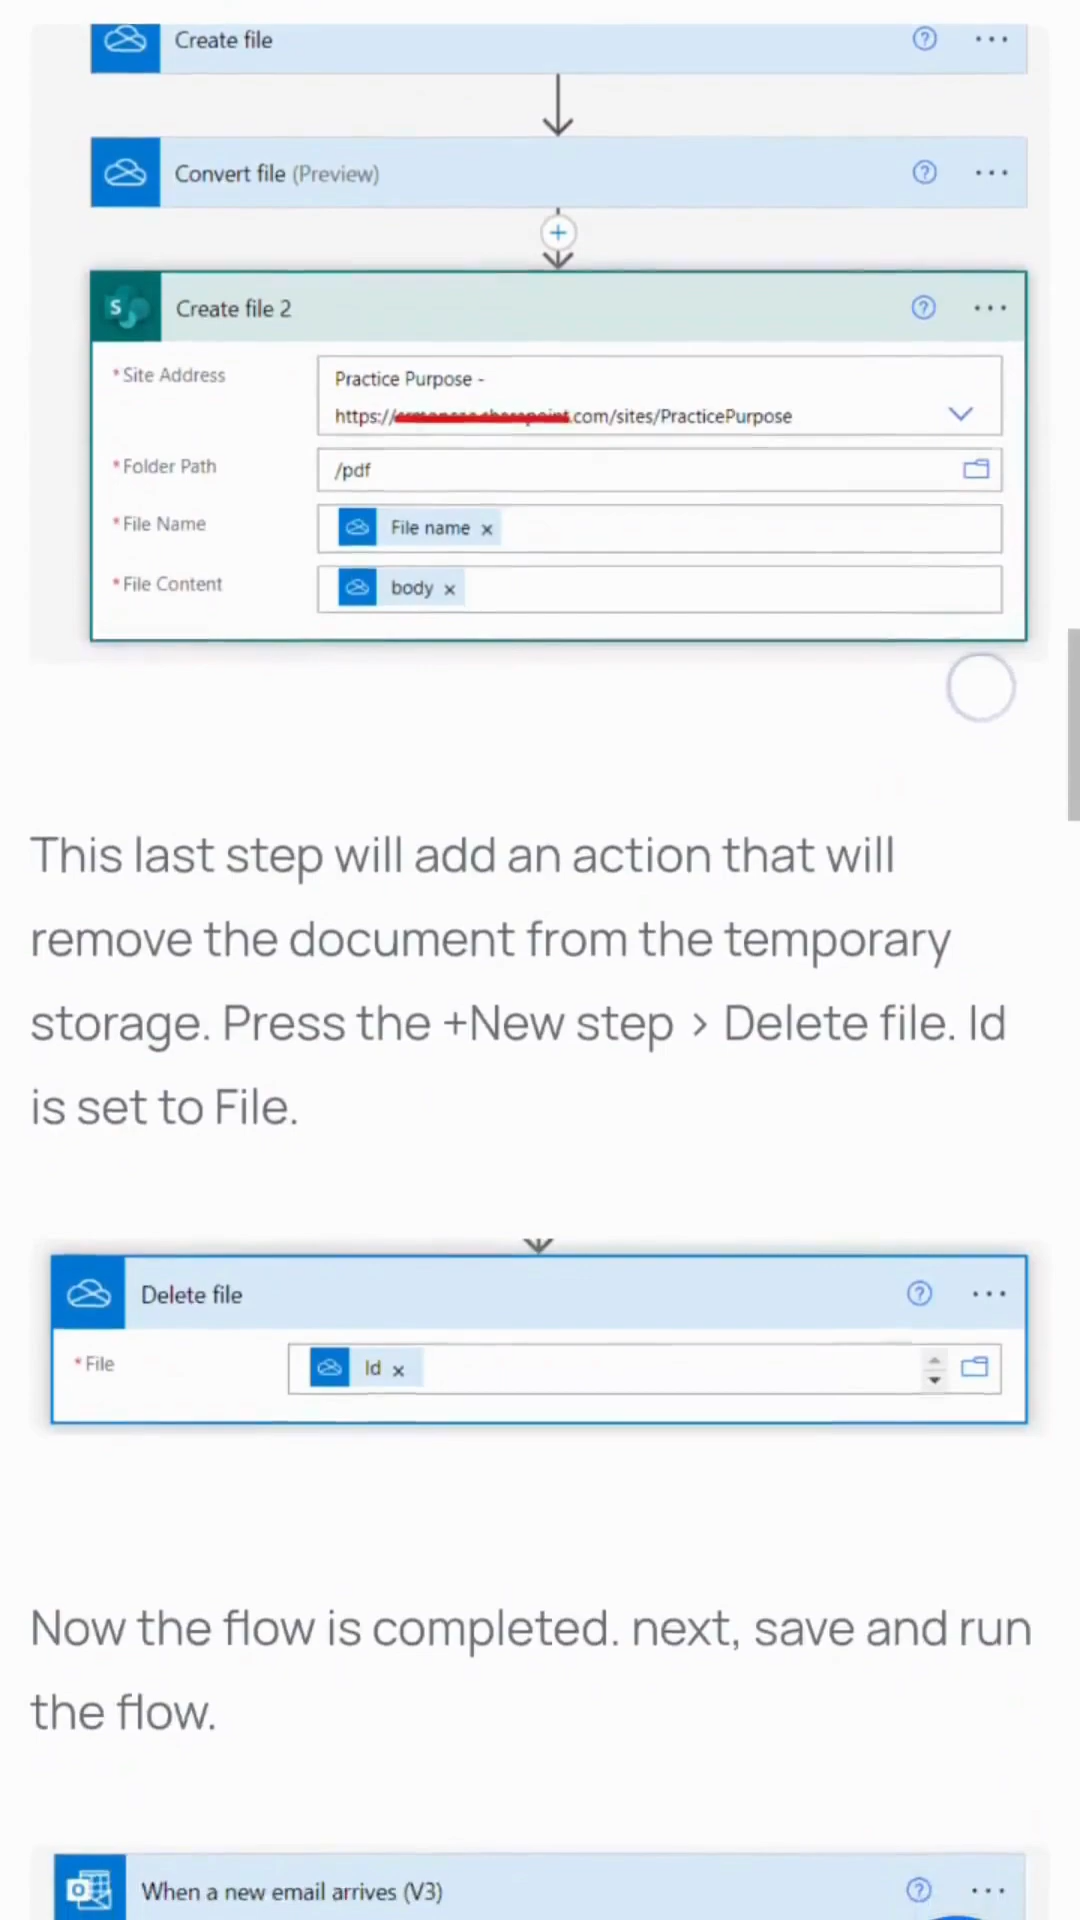 Create file
Convert file (Preview)
Create file 2
* Site Address
Practice Purpose -
https://.com/sites/PracticePurpose
* Folder Path
/pdf
* File Name
File name ×
* File Content
body ×
This last step will add an action that will
remove the document from the temporary
storage. Press the +New step > Delete file. Id
is set to File.
Delete file
* File
Id ×
Now the flow is completed. next, save and run
the flow.
When a new email arrives (V3)